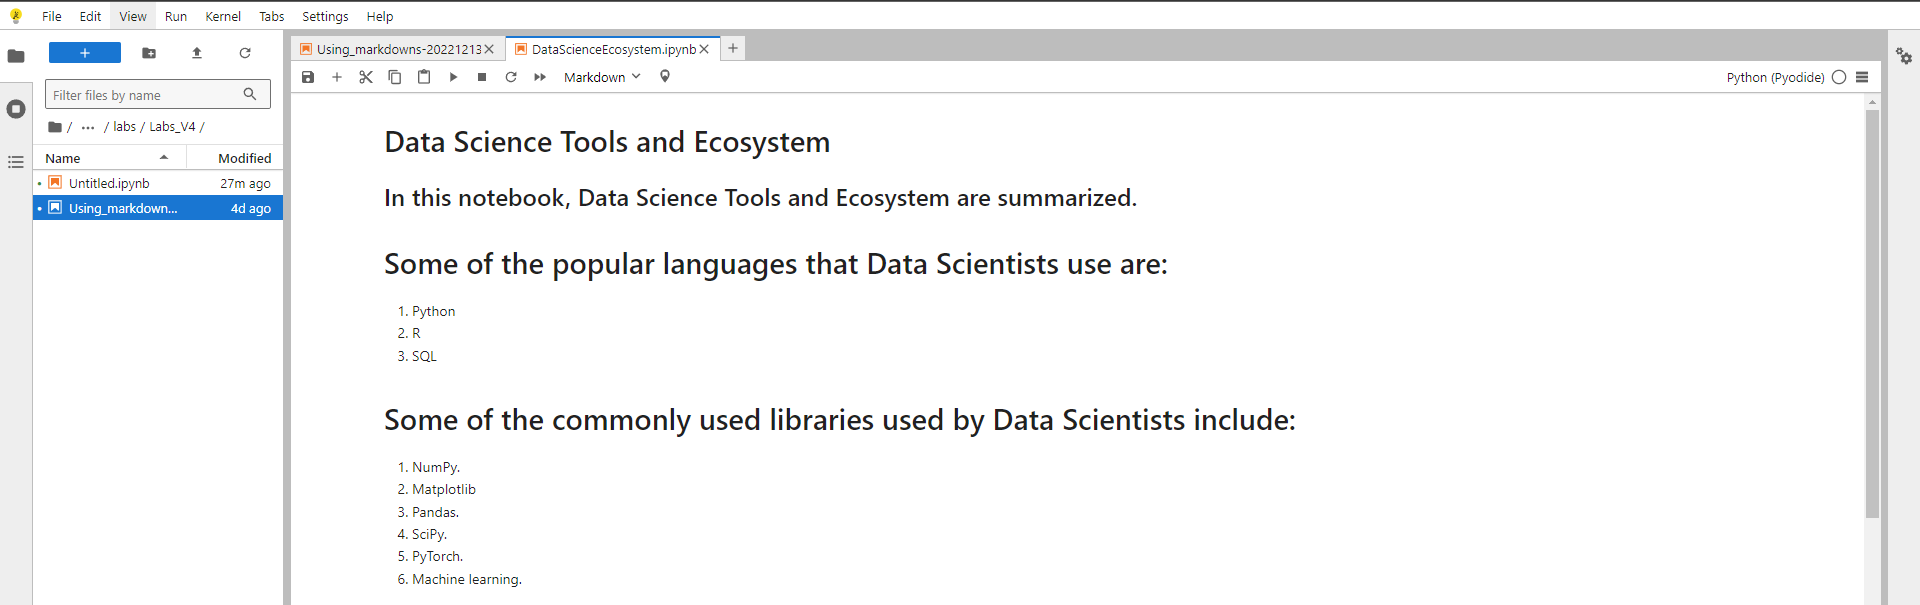 File Edit View Run Kernel Tabs Settings Help
+
Filter files by name
/ ... / labs / Labs_V4 /
Name Modified
Untitled.ipynb 27m ago
Using_markdown... 4d ago
Using_markdowns-20221213 DataScienceEcosystem.ipynb
Markdown Python (Pyodide)
Data Science Tools and Ecosystem
In this notebook, Data Science Tools and Ecosystem are summarized.
Some of the popular languages that Data Scientists use are:
1. Python
2. R
3. SQL
Some of the commonly used libraries used by Data Scientists include:
1. NumPy.
2. Matplotlib
3. Pandas.
4. SciPy.
5. PyTorch.
6. Machine learning.